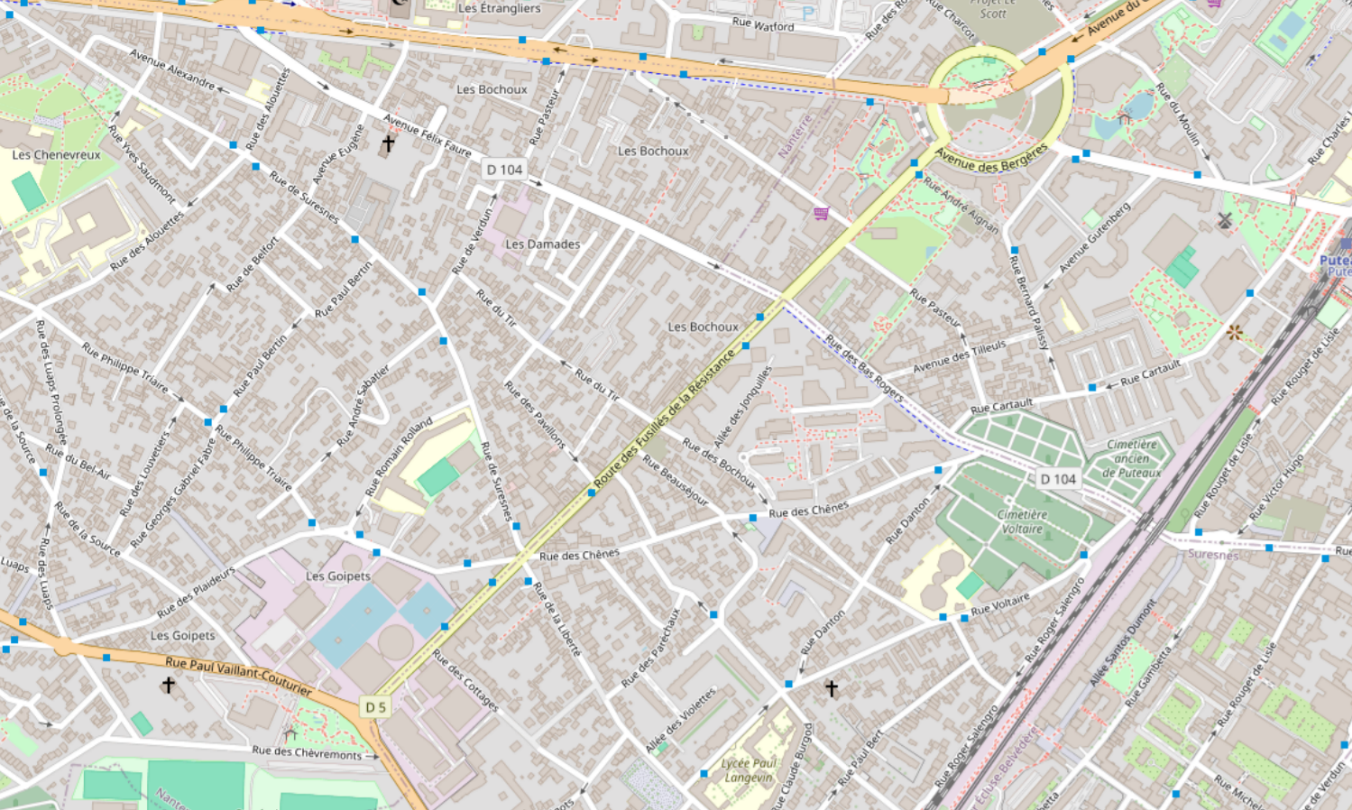 Les Étrangliers
Rue Watford
Rue Charcot
Projet Le
Scott
Avenue du
Avenue Alexandre
Rue des Alouettes
Les Bochoux
Rue Pasteur
Avenue Félix Faure
Les Bochoux
Nanterre
Avenue des Bergères
Rue du Moulin
Rue Charles
Les Chenevreux
Rue Yves Saudmont
Avenue Eugène
D 104
Rue de Suresnes
Rue André Aignan
Avenue Gutenberg
Rue des Alouettes
Rue de Belfort
Rue Paul Bertin
Rue de Verdun
Les Damades
Rue du Tir
Les Bochoux
Rue Pasteur
Rue Bernard Palissy
Rue des Luaps Prolongée
Rue Philippe Triaire
Rue Paul Bertin
Rue André Sabatier
Rue du Tir
Route des Fusillés de la Résistance
Rue des Bas Rogers
Avenue des Tilleuls
Rue Cartault
Rue Cartault
Rue de Lisle
Rue Rouget de Lisle
Allée des Jonquilles
Rue des Pavillons
Rue Romain Rolland
Rue de la Source
Rue du Bel-Air
Rue des Louvetiers
Rue Georges Gabriel Fabre
Rue Philippe Triaire
Rue de Suresnes
Rue des Bochoux
Rue Beauséjour
Cimetière
ancien
de Puteaux
D 104
Cimetière
Voltaire
Rue Rouget de Lisle
Rue Victor Hugo
Rue de la Source
Rue des Luaps
Luaps
Rue des Plaideurs
Les Goipets
Rue des Chênes
Rue des Chênes
Rue Danton
Suresnes
Rue Voltaire
Rue Roger Salengro
Les Goipets
Rue Paul Vaillant-Couturier
D 5
Rue de la Liberté
Rue des Parechaux
Rue Danton
Allée Santos Dumont
Rue Gambetta
Rue Rouget de Lisle
Rue des Cottages
Allée des Violettes
Lycée Paul
Langevin
Rue Claude Burgod
Rue Paul Bert
Rue Roger Salengro
Écluse Belvédère
Rue des Chèvremonts
de Verdun